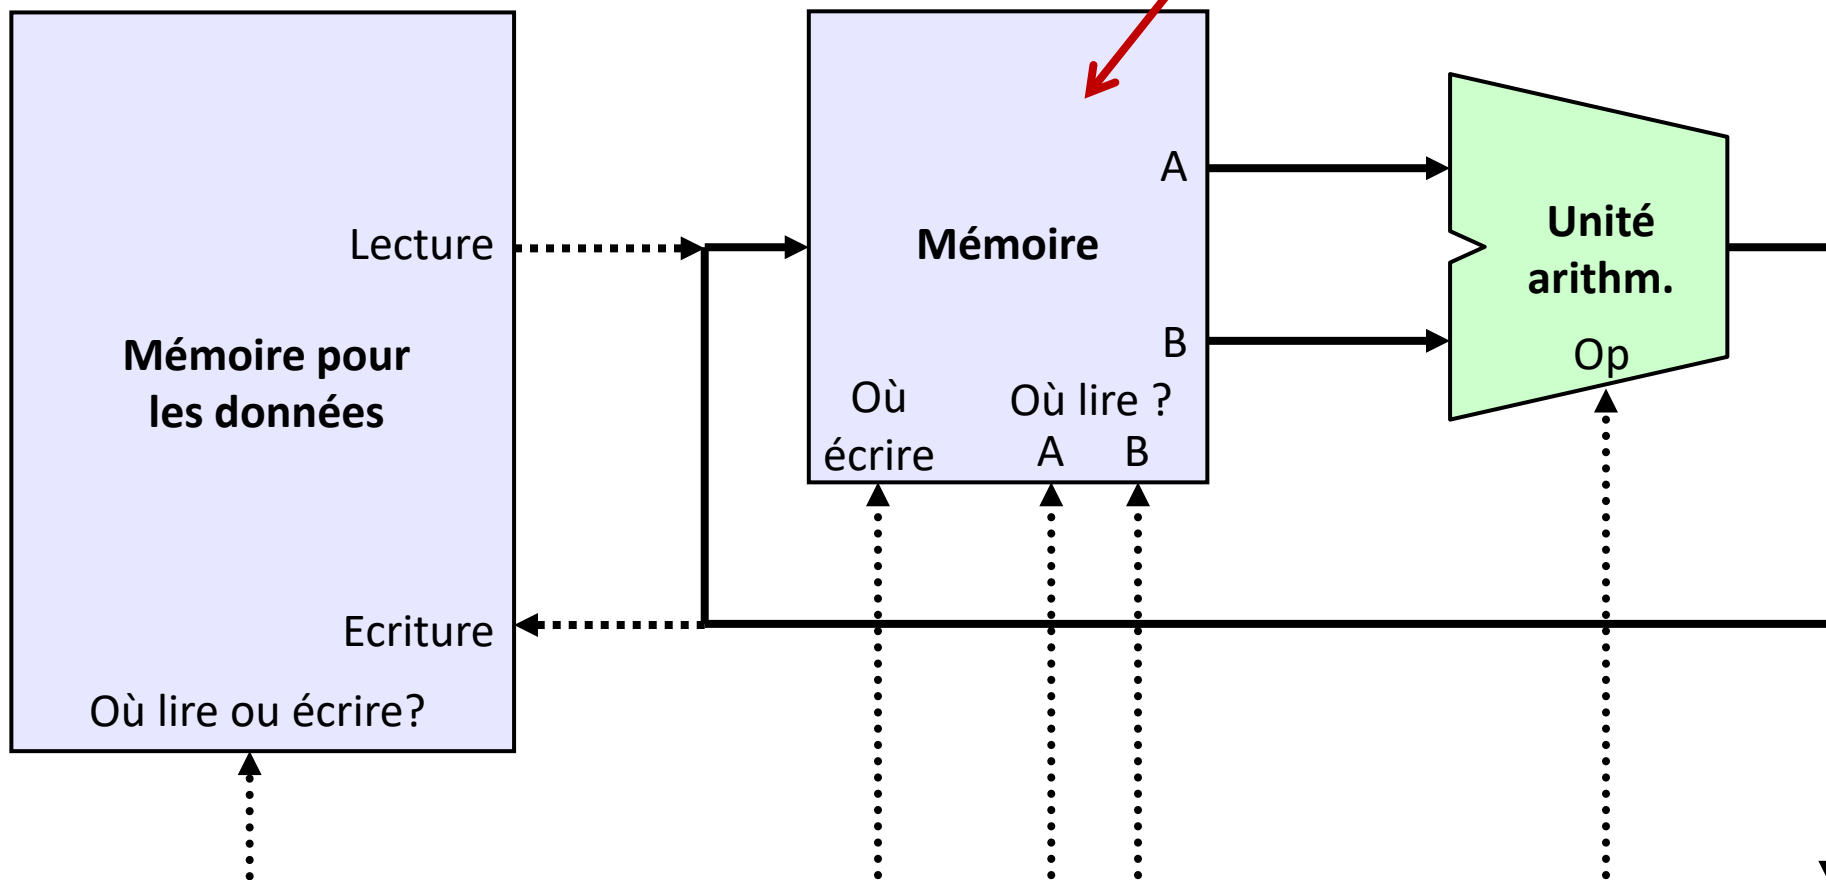 Lecture
Mémoire pour
les données
Ecriture
Où lire ou écrire?
A
Mémoire
B
Où
écrire
Où lire ?
A B
Unité
arithm.
Op